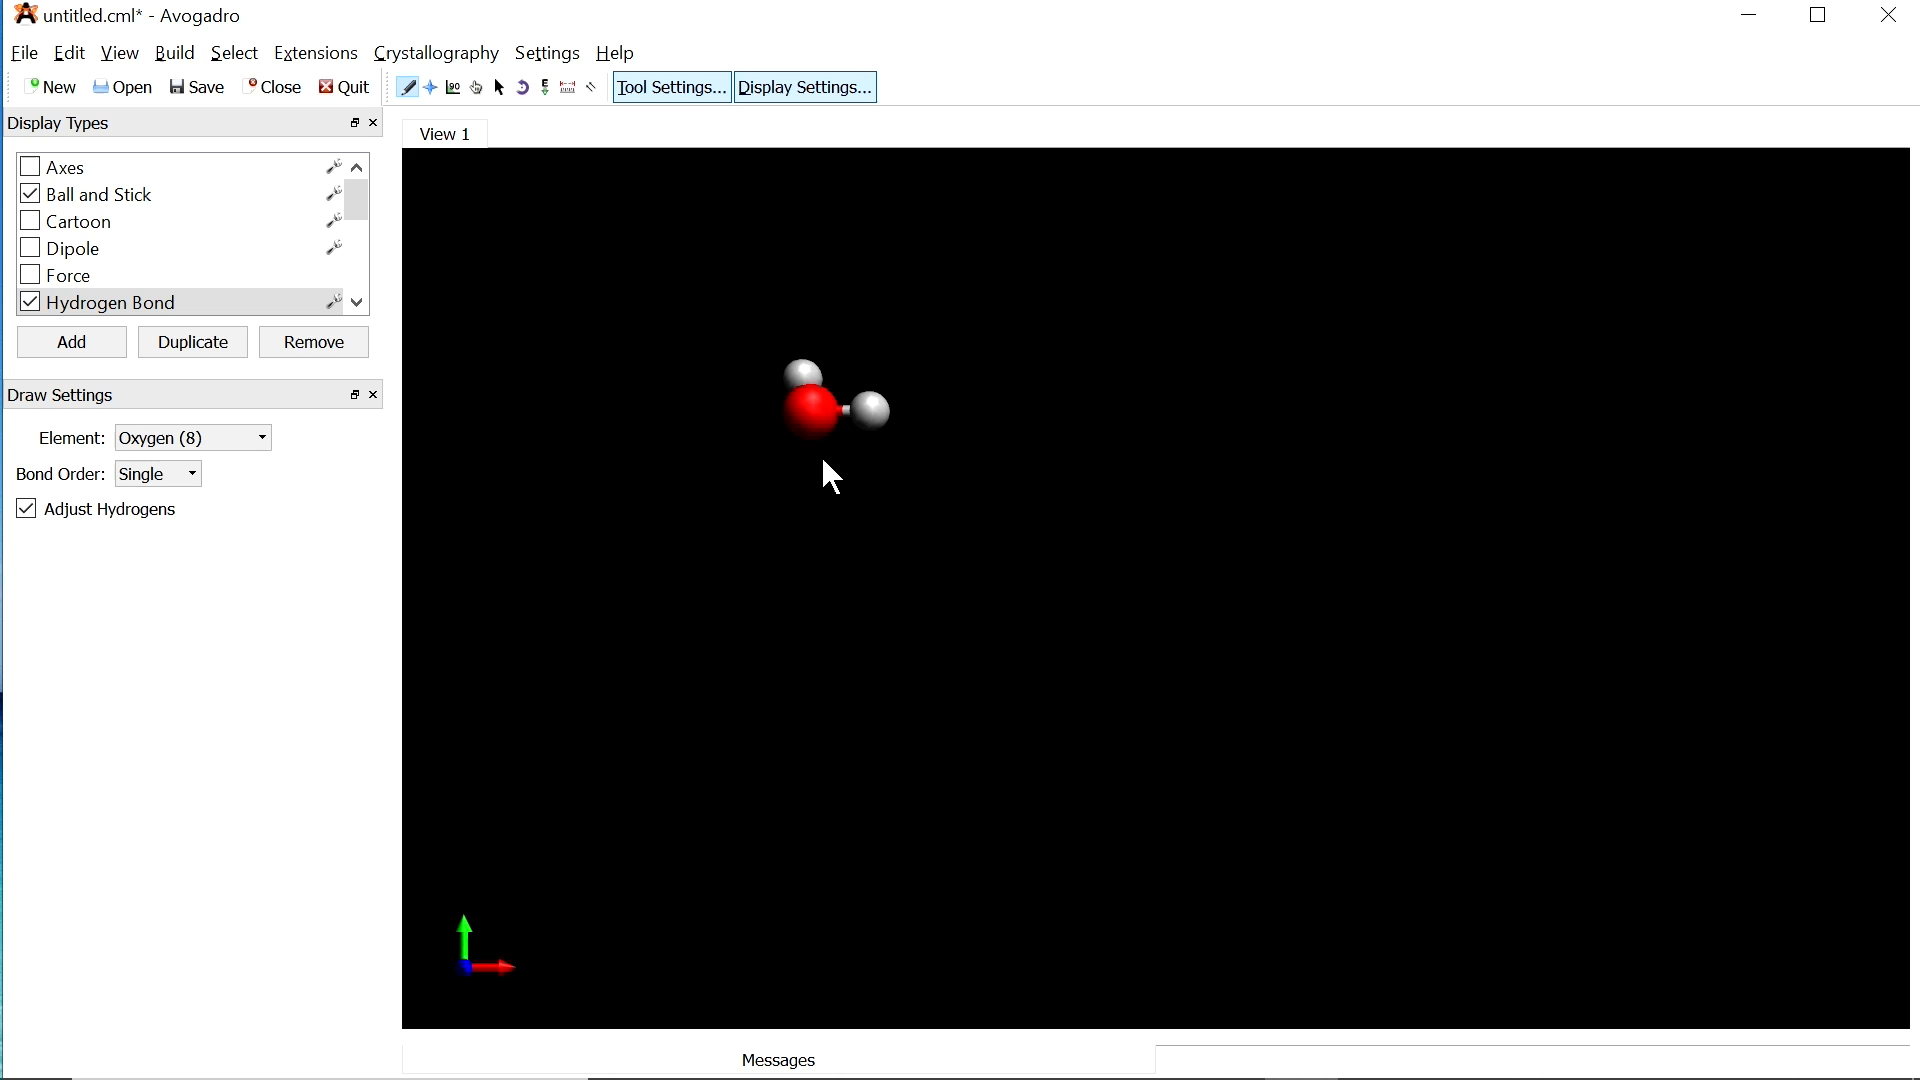 untitled.cml* - Avogadro
File Edit View Build Select Extensions Crystallography Settings Help
New Open Save Close Quit 90 E Tool Settings... Display Settings...
Display Types
View 1
Axes
Ball and Stick
Cartoon
Dipole
Force
Hydrogen Bond
Add Duplicate Remove
Draw Settings
Element: Oxygen (8)
Bond Order: Single
Adjust Hydrogens
Messages